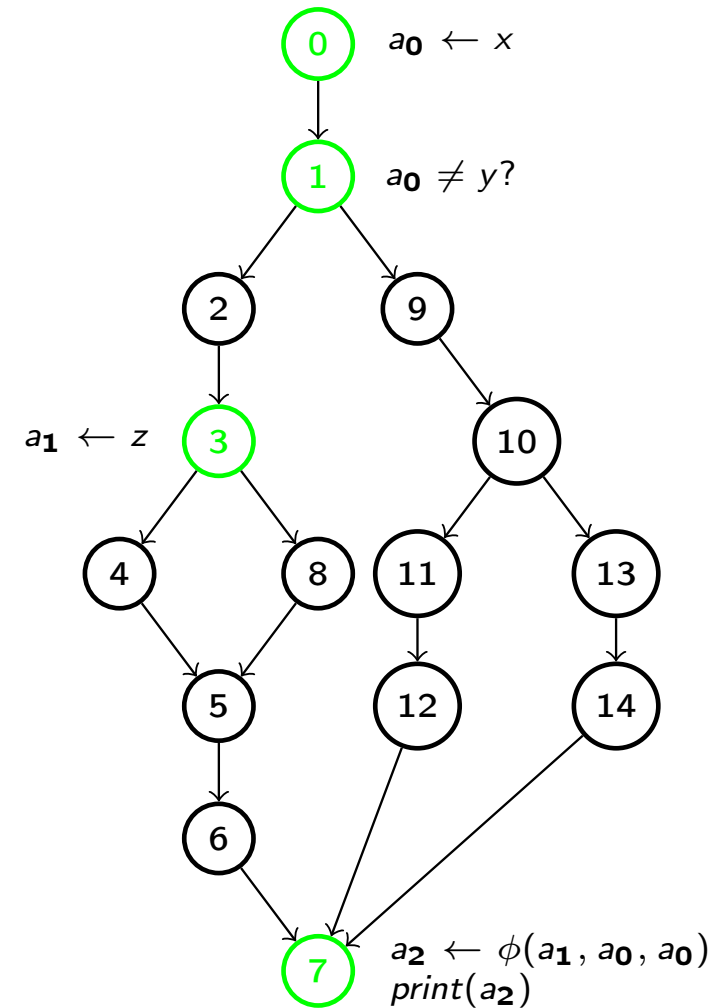 0 a₀ ← x
1 a₀ ≠ y?
2 9
a₁ ← z 3 10
4 8 11 13
5 12 14
6
7 a₂ ← ϕ(a₁, a₀, a₀)
print(a₂)